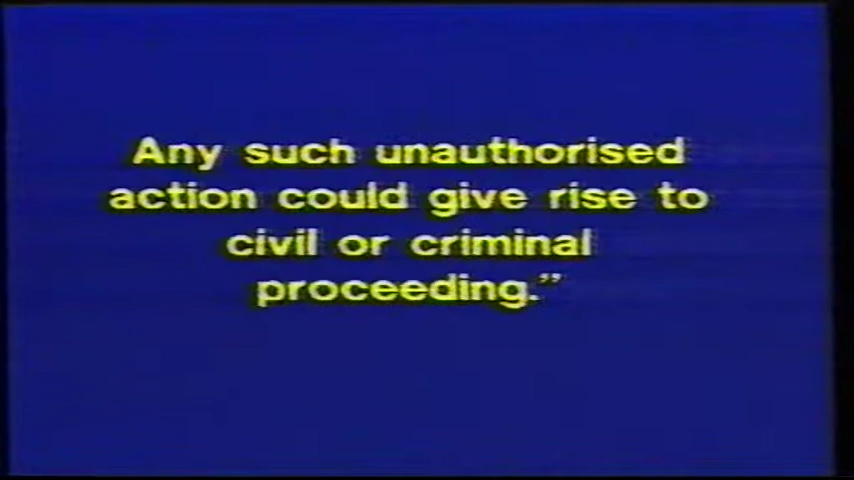 Any such unauthorised
action could give rise to
civil or criminal
proceeding.”